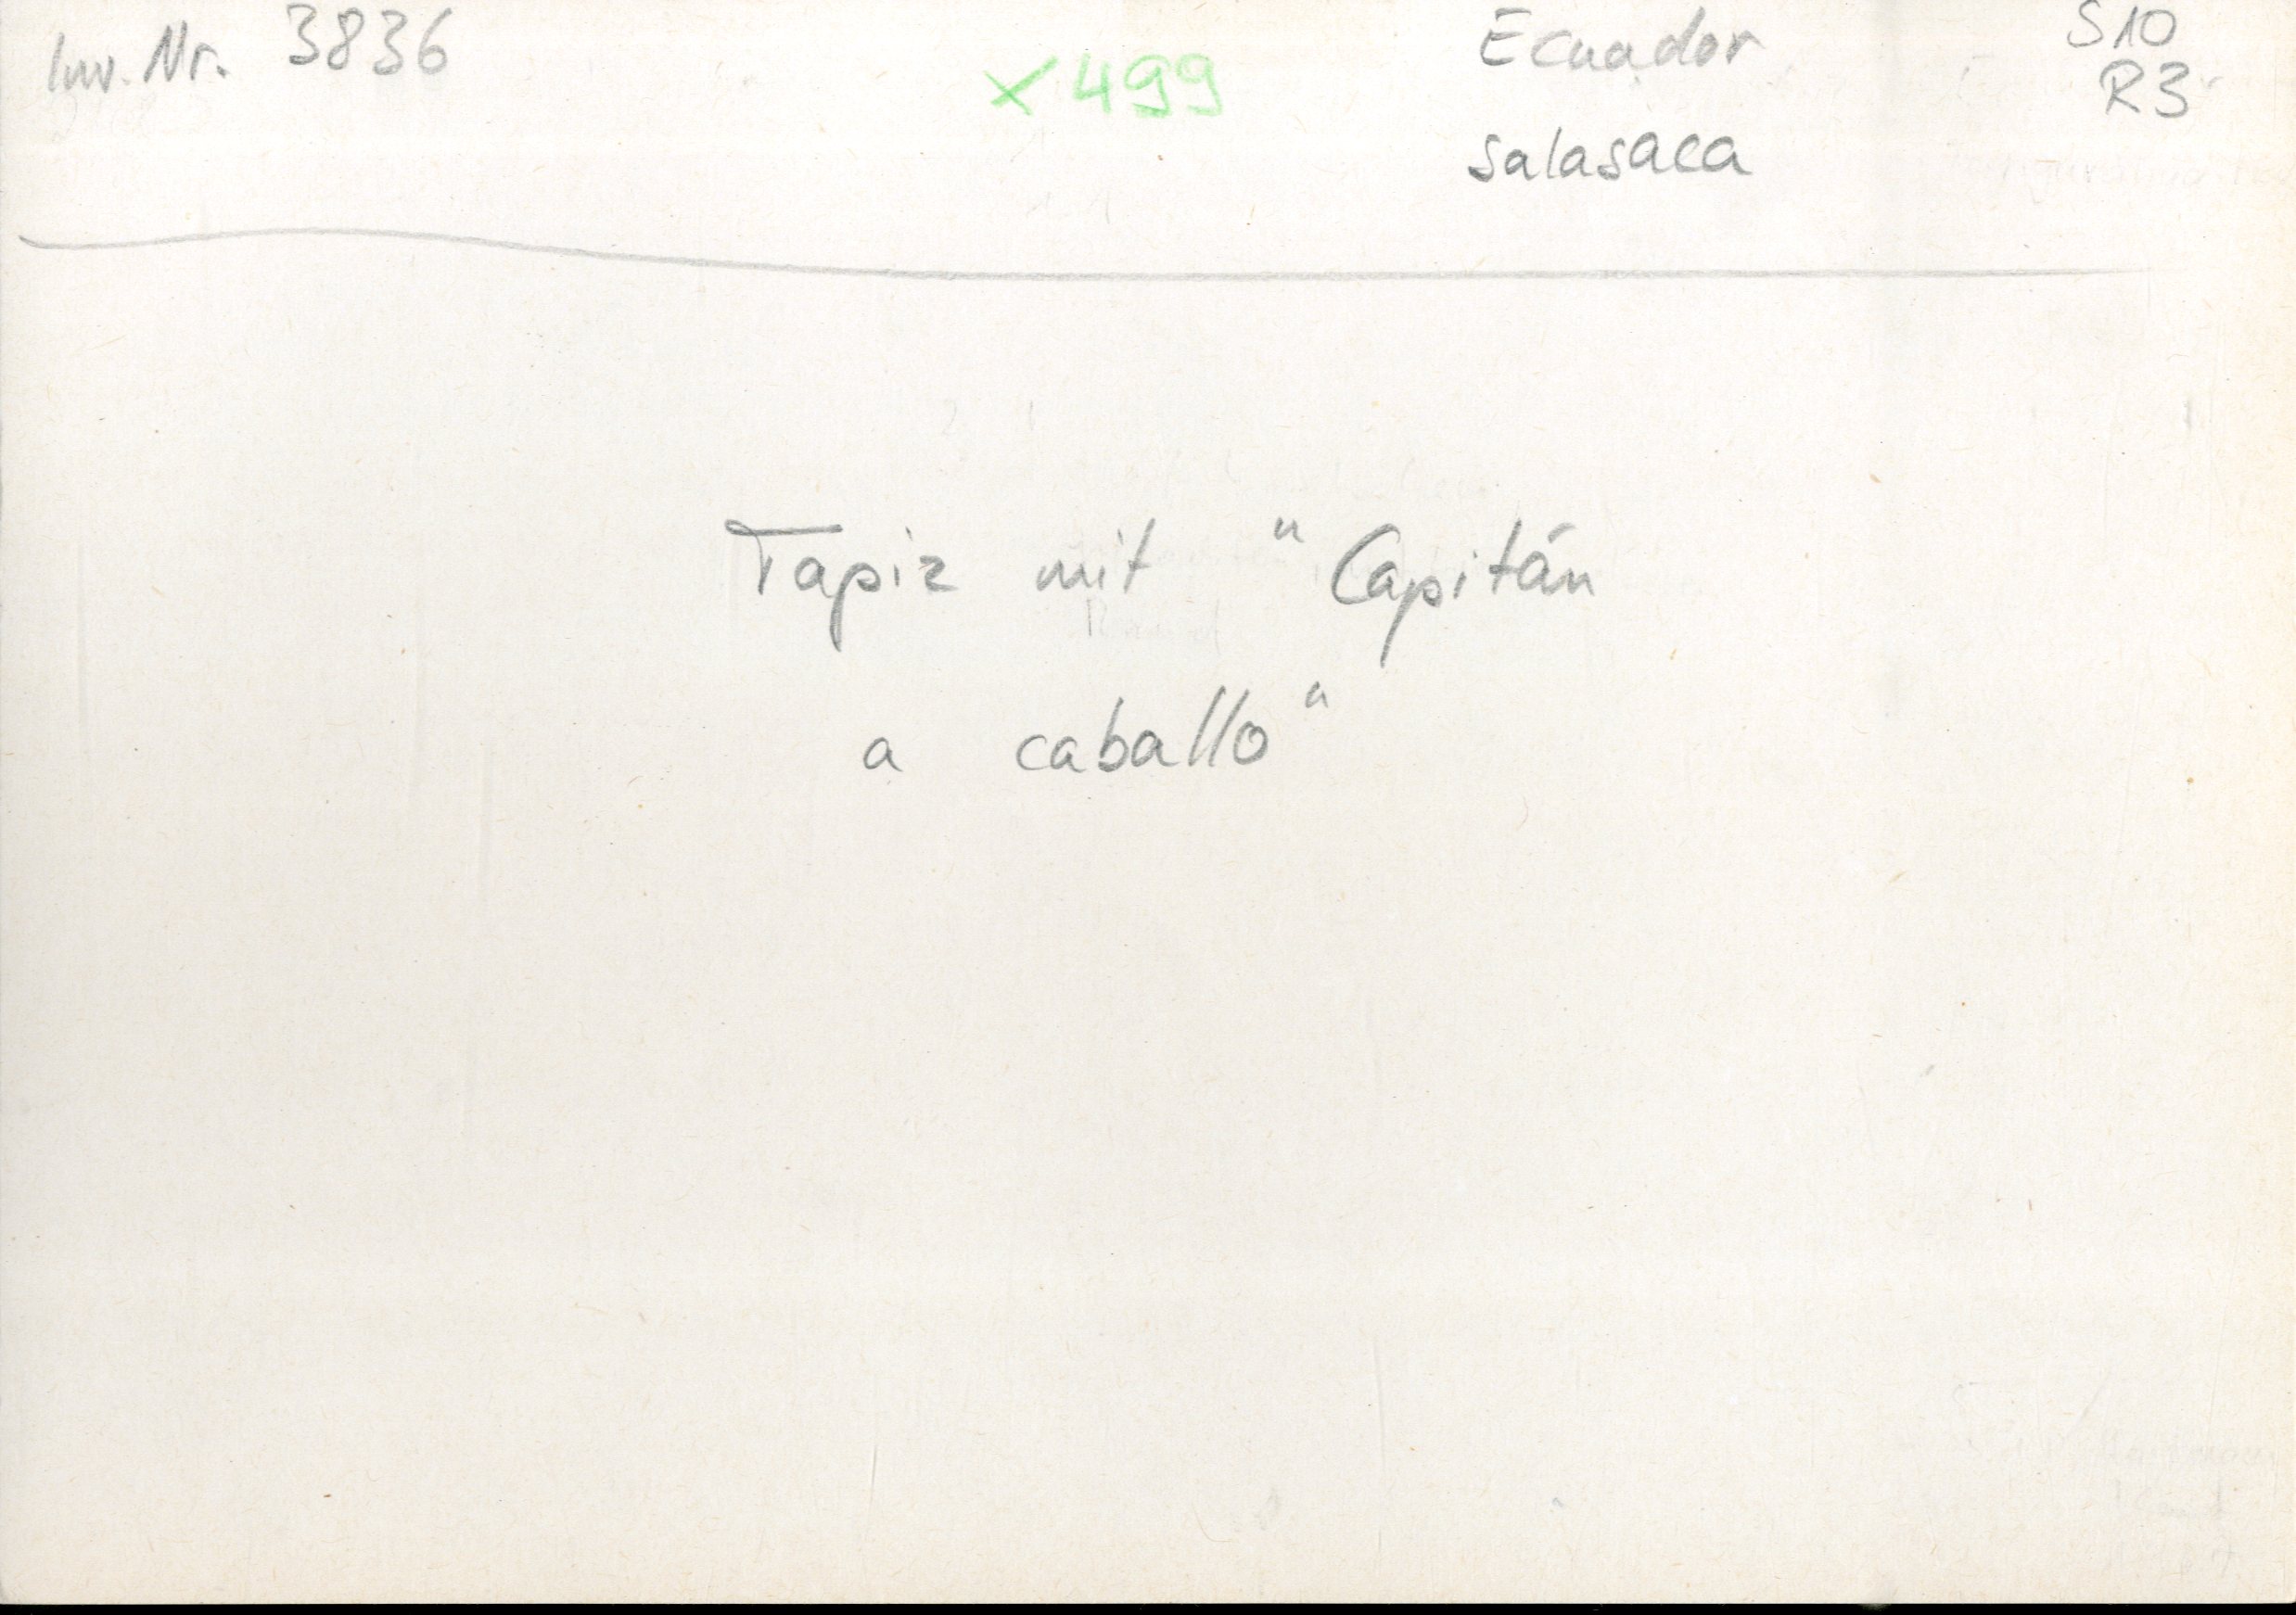 Inv. Nr. 3836
x 499
Ecuador
Salasaca
S10
R3
Tapiz mit "Capitán
a caballo"